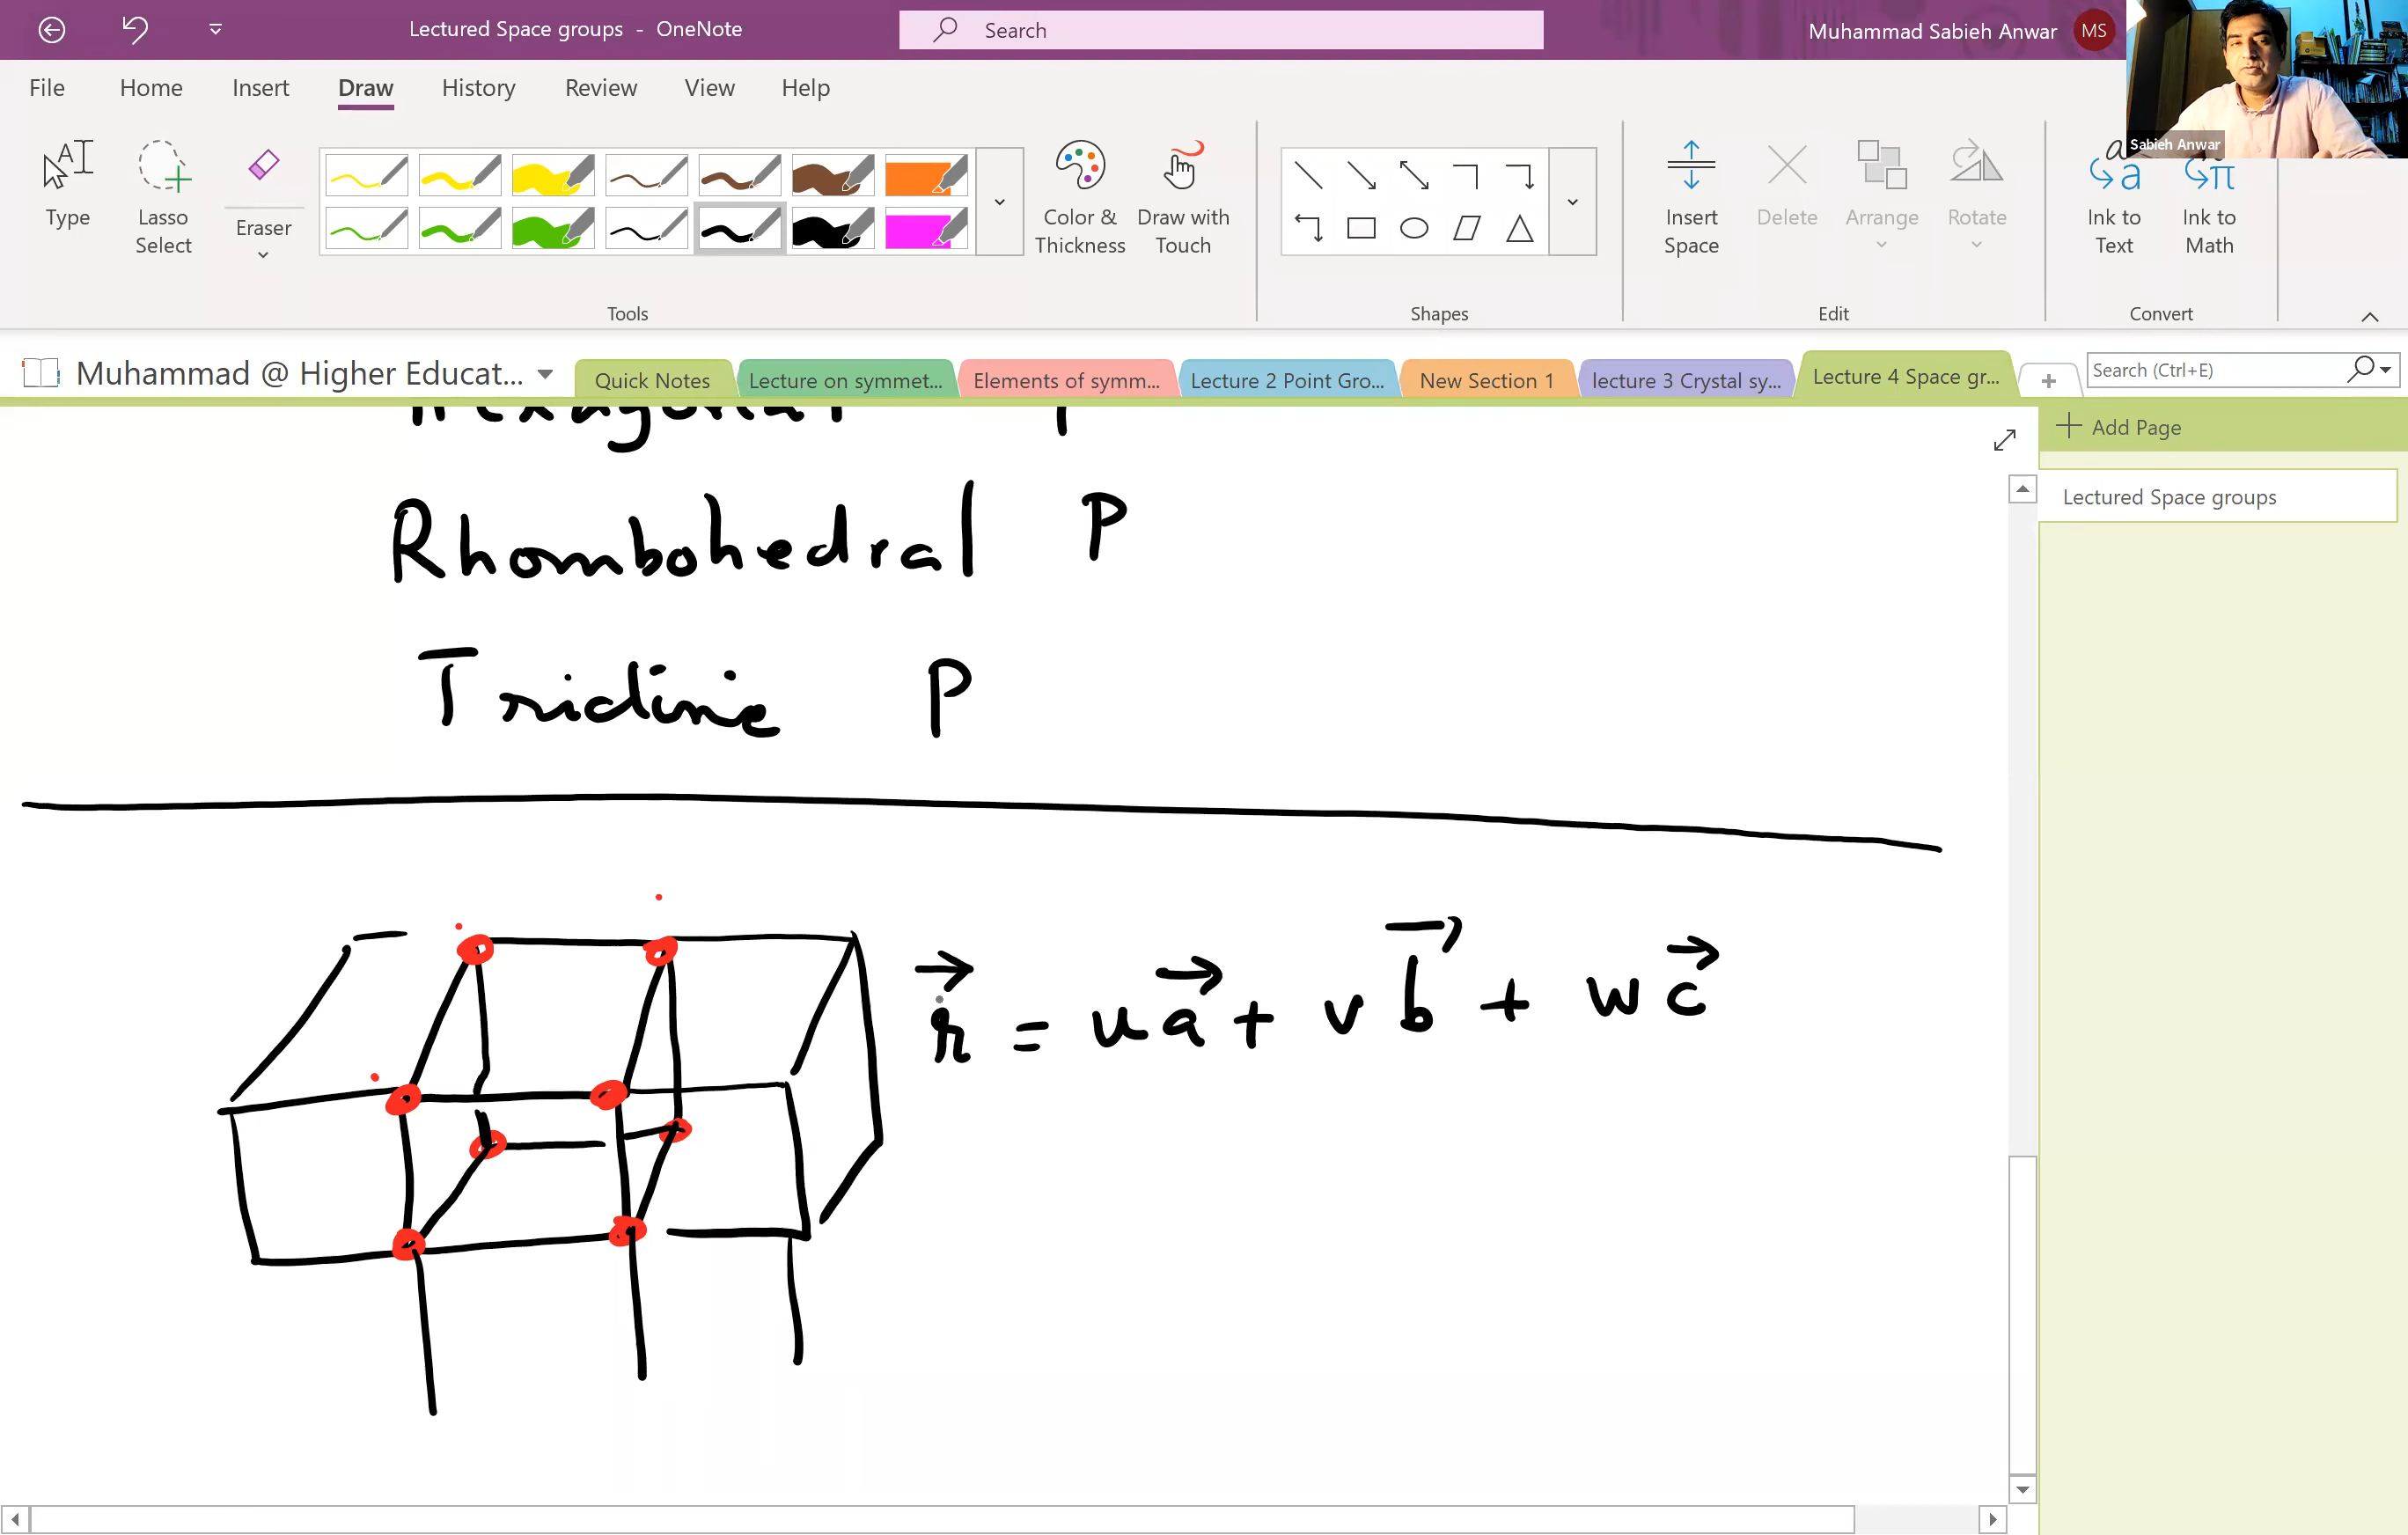 Lectured Space groups - OneNote
Search
Muhammad Sabieh Anwar
MS
File Home Insert Draw History Review View Help
Sabieh Anwar
Type
Lasso Select
Eraser
Color & Thickness
Draw with Touch
Insert Space
Delete
Arrange
Rotate
Ink to Text
Ink to Math
Tools
Shapes
Edit
Convert
Muhammad @ Higher Educat...
Quick Notes
Lecture on symmet...
Elements of symm...
Lecture 2 Point Gro...
New Section 1
lecture 3 Crystal sy...
Lecture 4 Space gr...
Search (Ctrl+E)
Add Page
Lectured Space groups
Hexagonal P
Rhombohedral P
Triclinic P
r⃗ = u a⃗ + v b⃗ + w c⃗